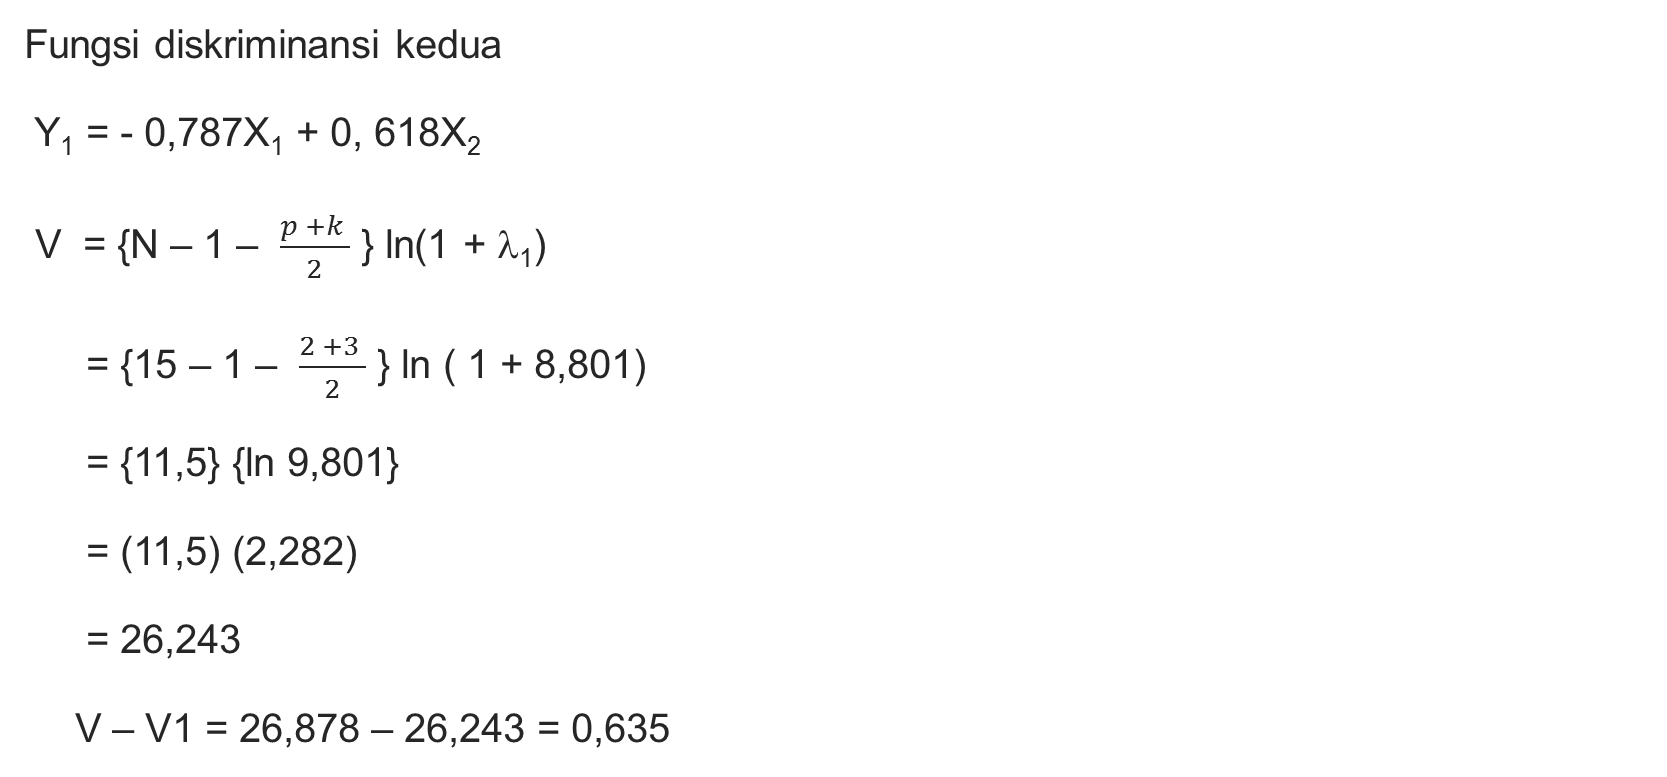 Fungsi diskriminansi kedua
Y₁ = - 0,787X₁ + 0, 618X₂
V = {N – 1 – (p +k)/2 } ln(1 + λ₁)
= {15 – 1 – (2 +3)/2 } ln ( 1 + 8,801)
= {11,5} {ln 9,801}
= (11,5) (2,282)
= 26,243
V – V1 = 26,878 – 26,243 = 0,635